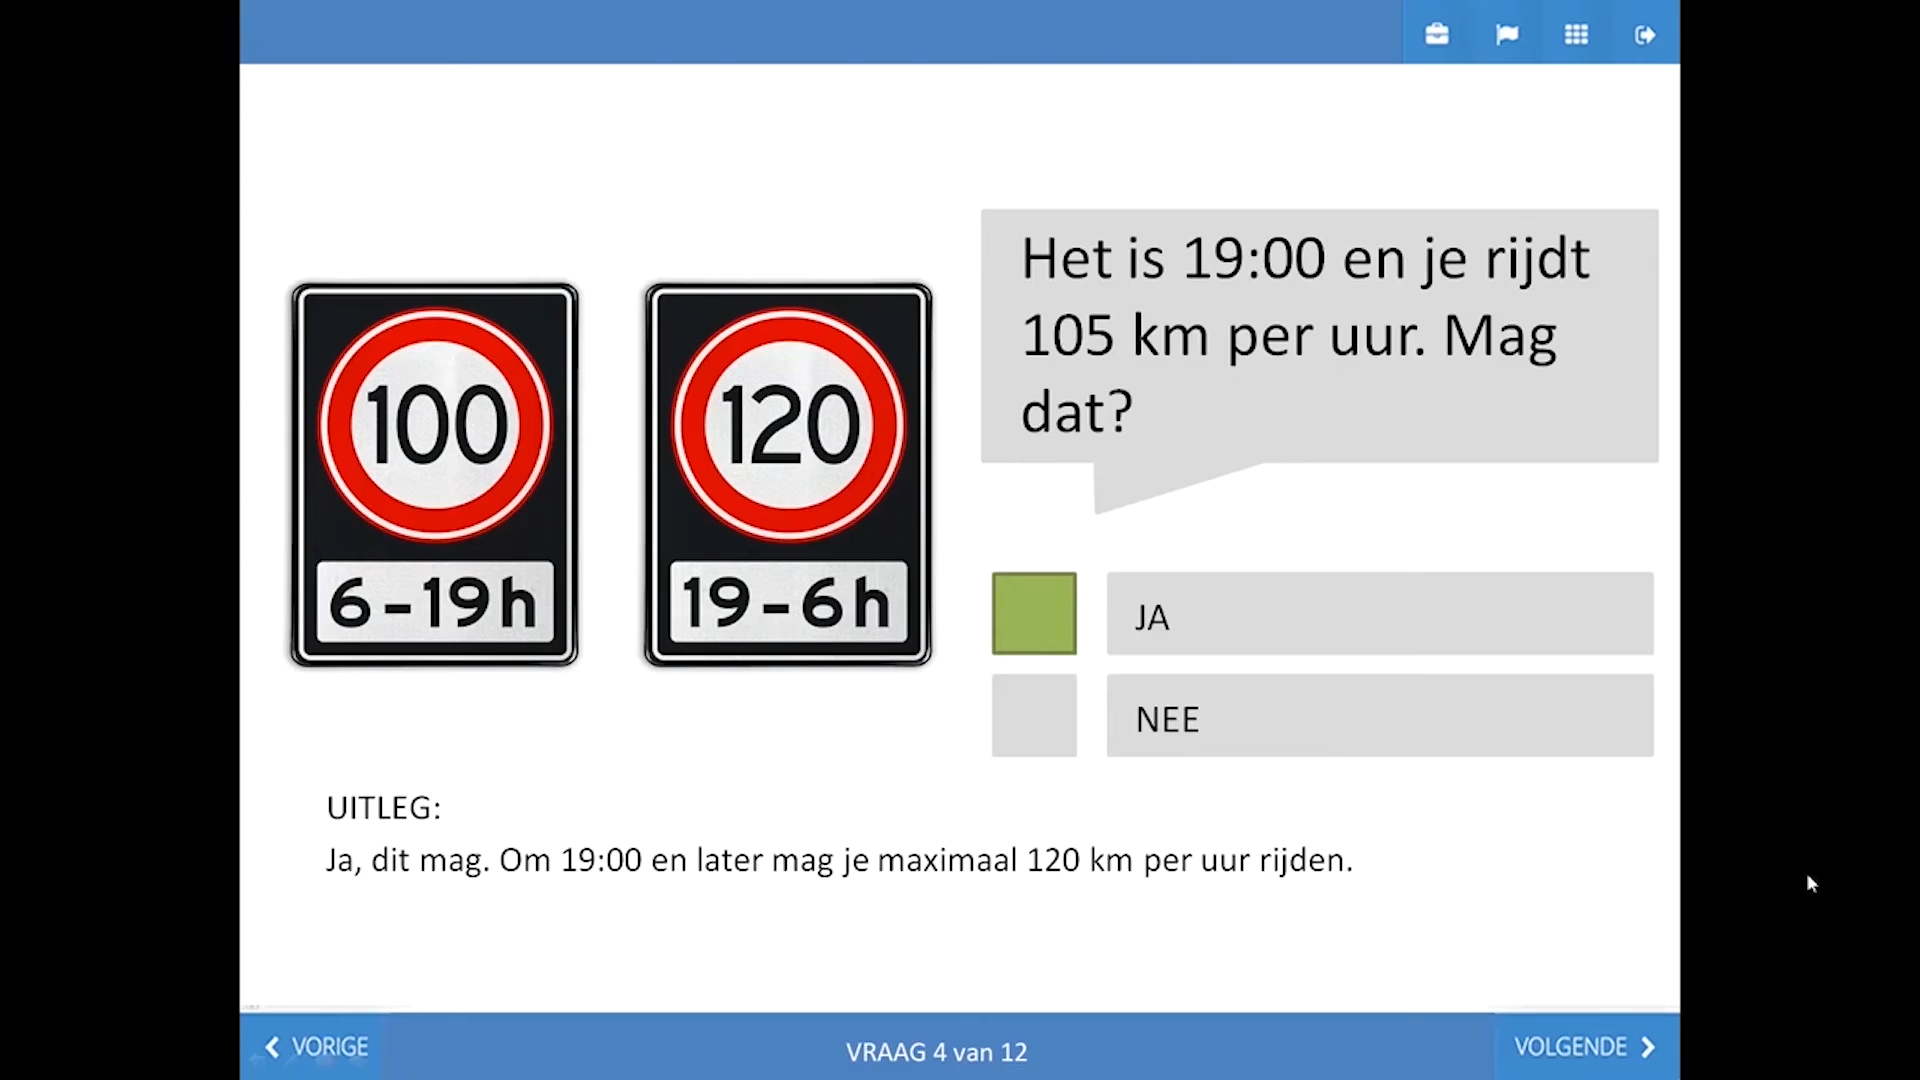 100
6-19h
120
19-6h
Het is 19:00 en je rijdt
105 km per uur. Mag
dat?
JA
NEE
UITLEG:
Ja, dit mag. Om 19:00 en later mag je maximaal 120 km per uur rijden.
VORIGE
VRAAG 4 van 12
VOLGENDE